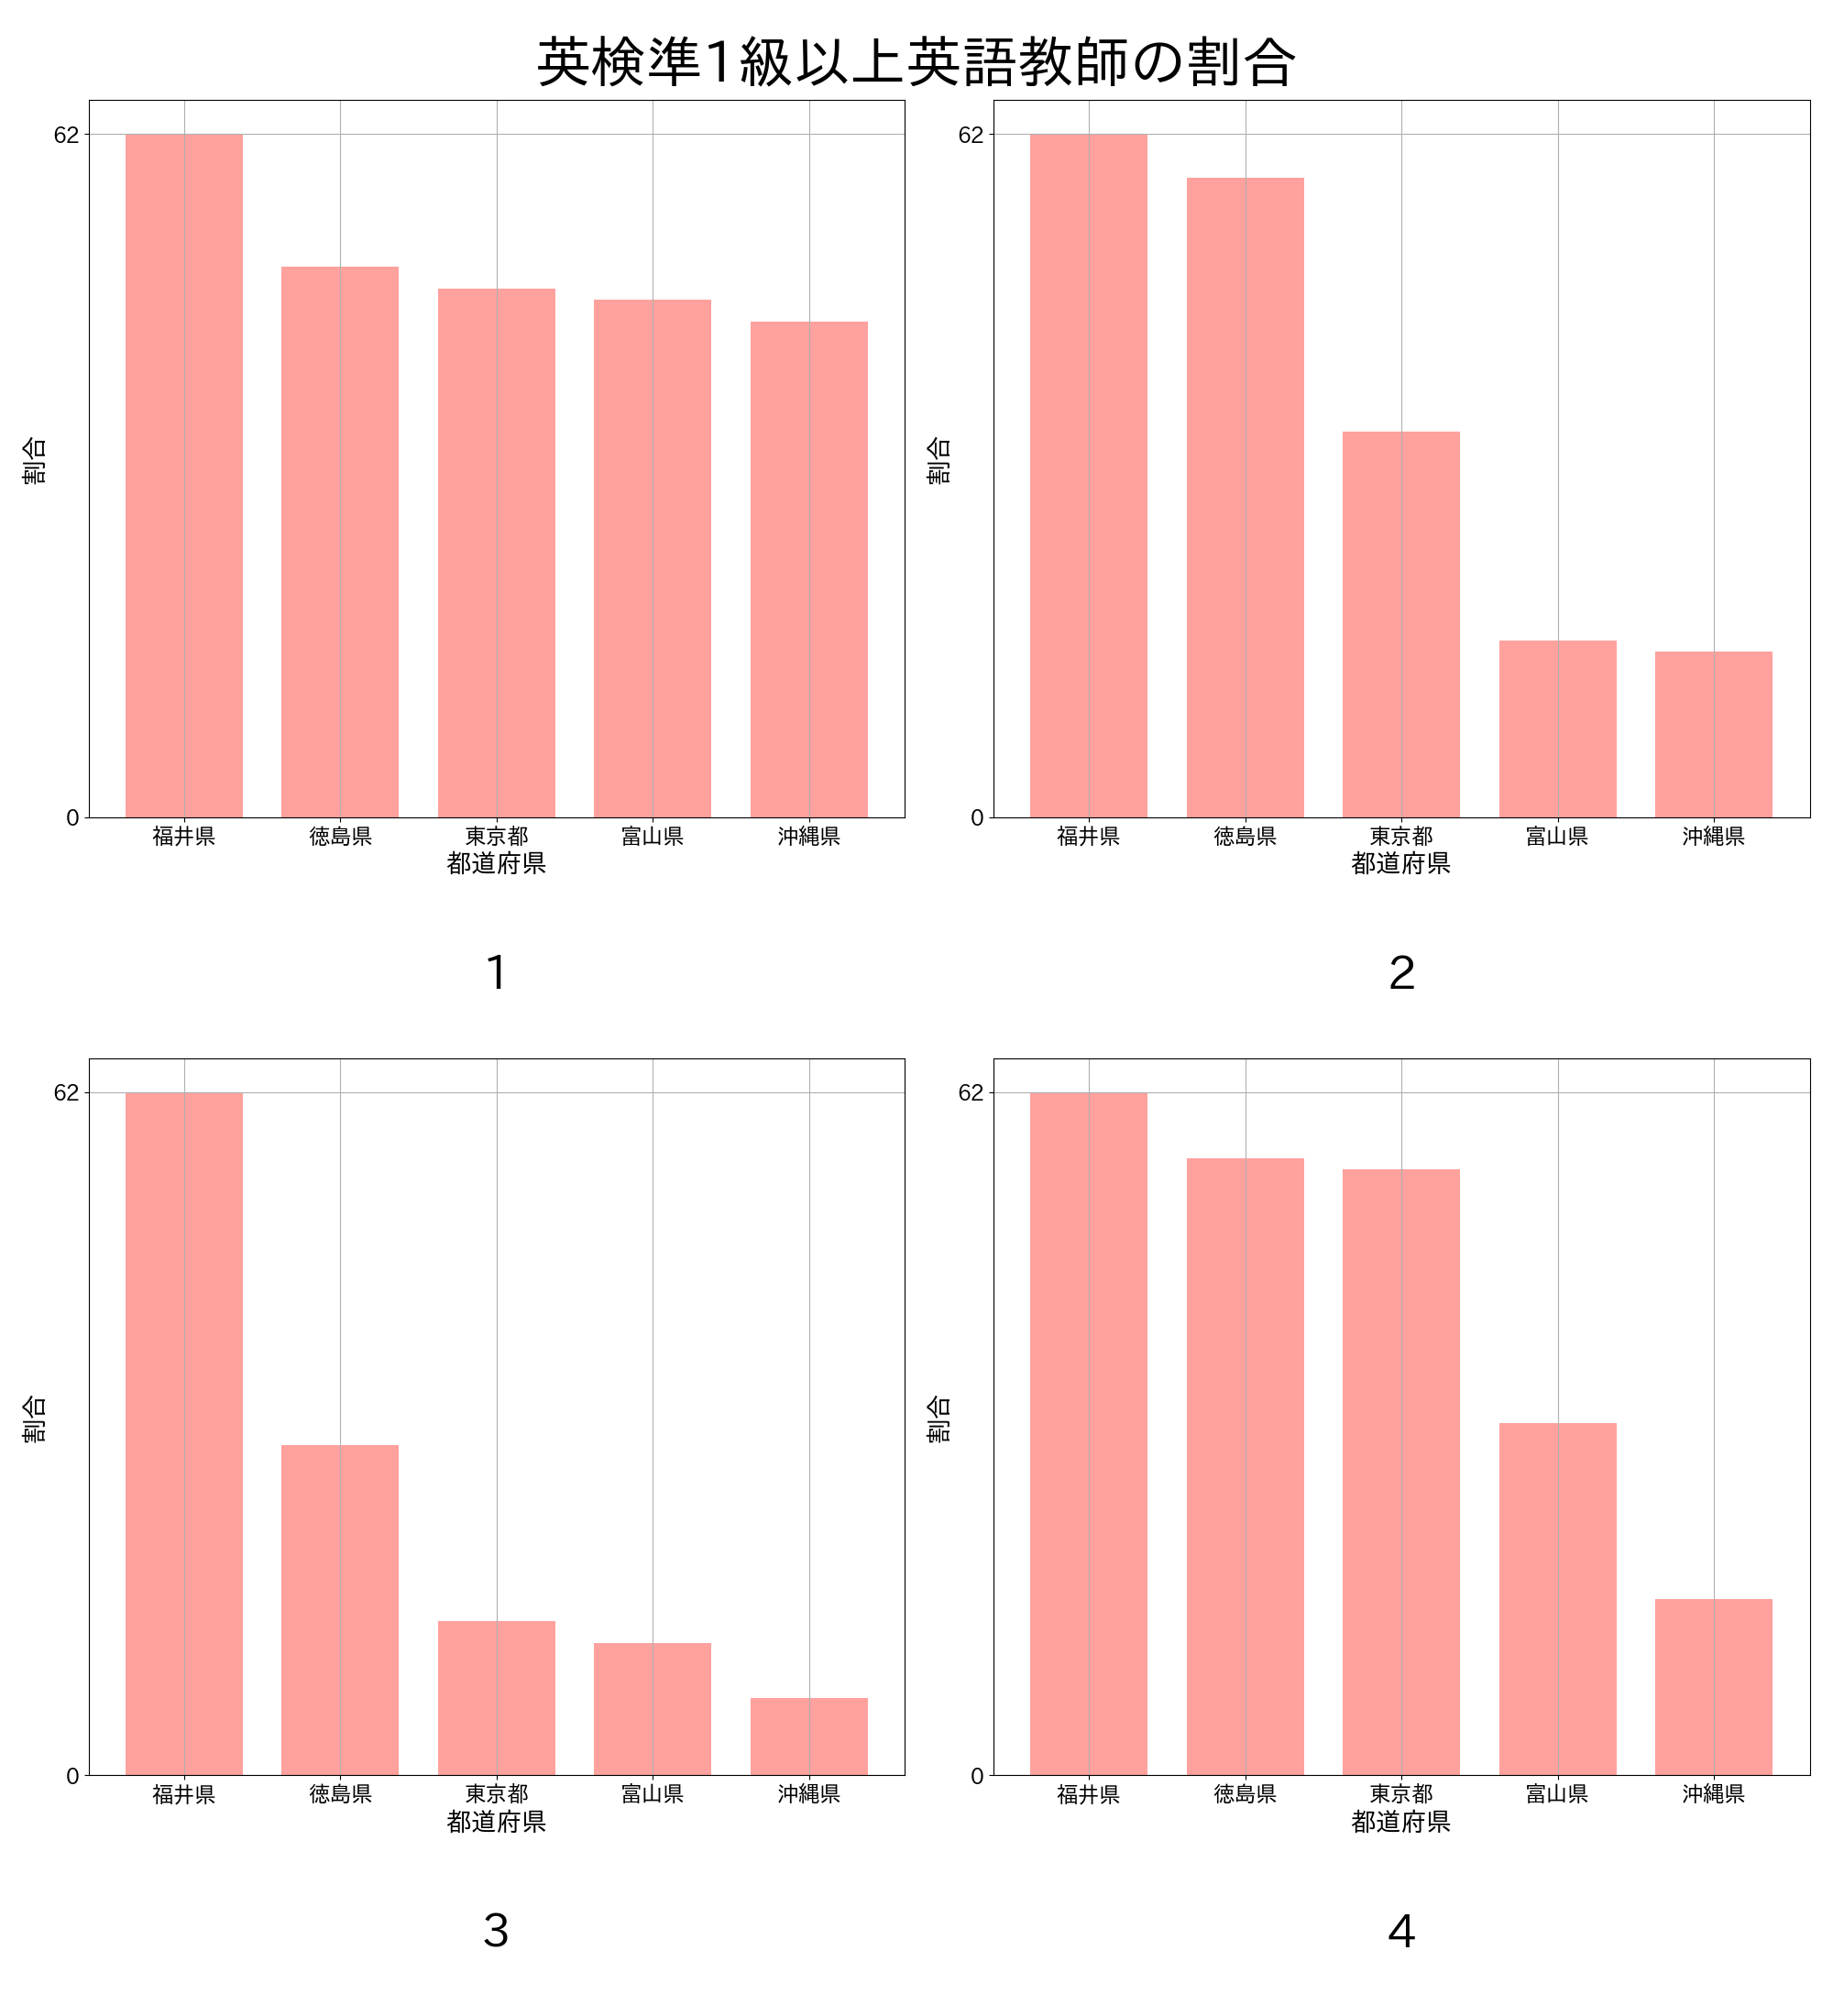 英検準1級以上英語教師の割合
62
0
割合
福井県 徳島県 東京都 富山県 沖縄県
都道府県
1
62
0
割合
福井県 徳島県 東京都 富山県 沖縄県
都道府県
2
62
0
割合
福井県 徳島県 東京都 富山県 沖縄県
都道府県
3
62
0
割合
福井県 徳島県 東京都 富山県 沖縄県
都道府県
4